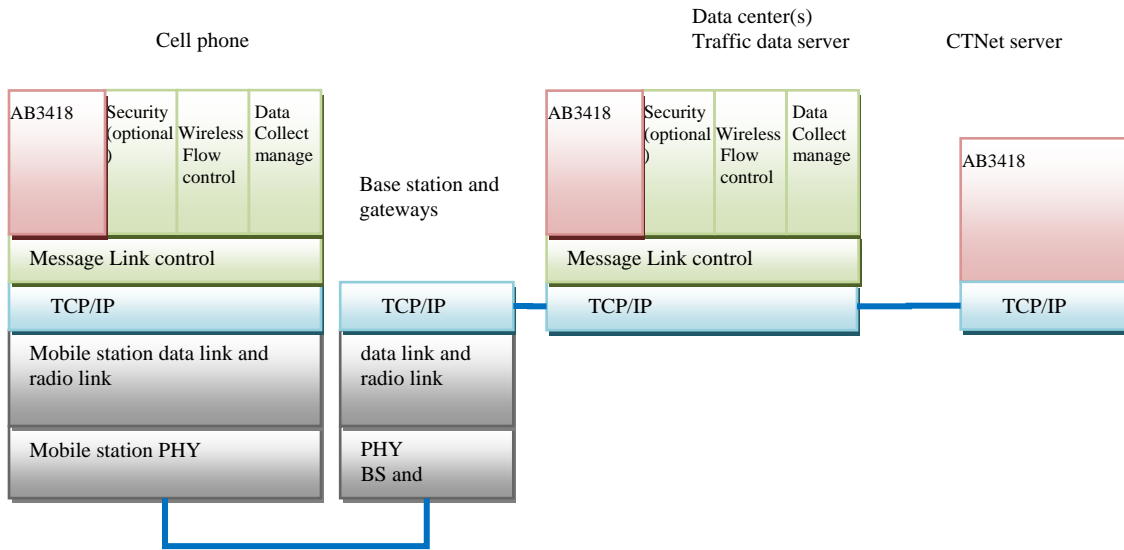 Cell phone
Data center(s)
Traffic data server
CTNet server
AB3418
Security
(optional
)
Wireless
Flow
control
Data
Collect
manage
Message Link control
TCP/IP
Mobile station data link and
radio link
Mobile station PHY
Base station and
gateways
TCP/IP
data link and
radio link
PHY
BS and
AB3418
Security
(optional
)
Wireless
Flow
control
Data
Collect
manage
Message Link control
TCP/IP
AB3418
TCP/IP